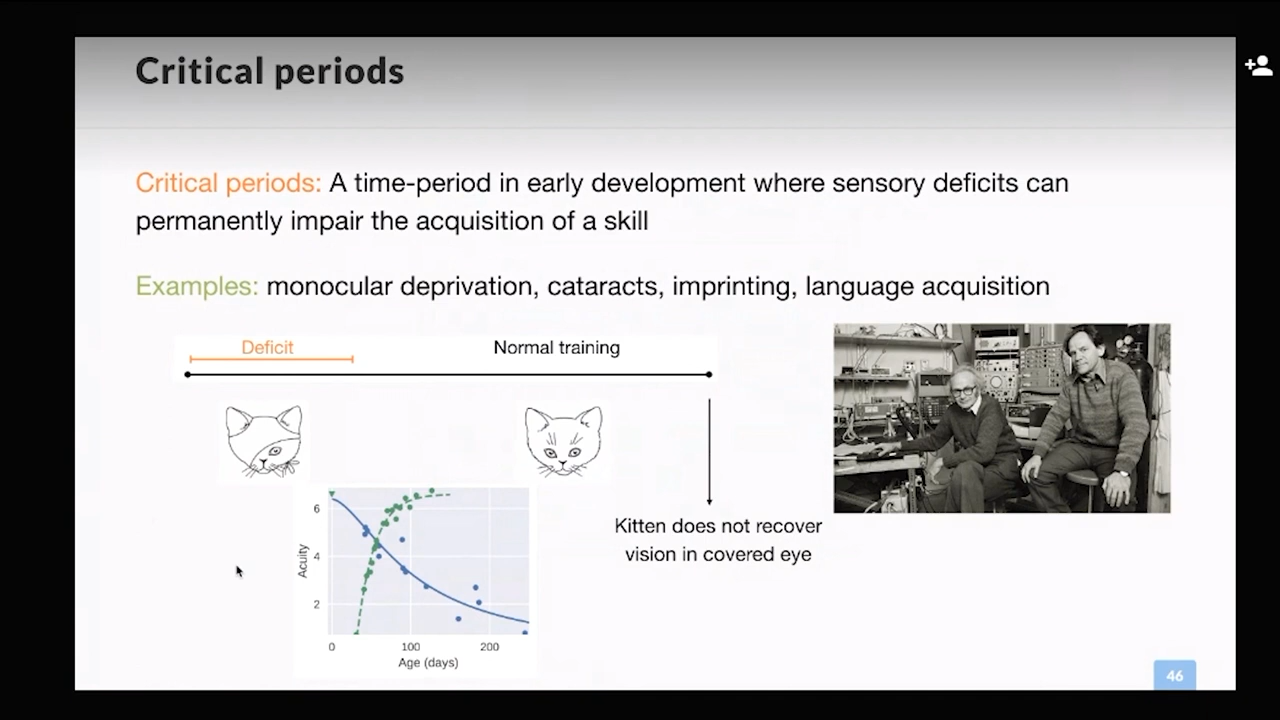 Critical periods
Critical periods: A time-period in early development where sensory deficits can
permanently impair the acquisition of a skill
Examples: monocular deprivation, cataracts, imprinting, language acquisition
Deficit
Normal training
Kitten does not recover
vision in covered eye
6
4
2
Acuity
0 100 200
Age (days)
46